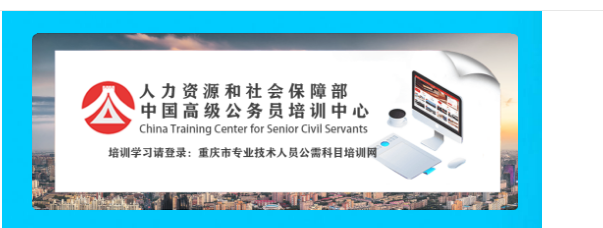 人力资源和社会保障部
中国高级公务员培训中心
China Training Center for Senior Civil Servants
培训学习请登录：重庆市专业技术人员公需科目培训网